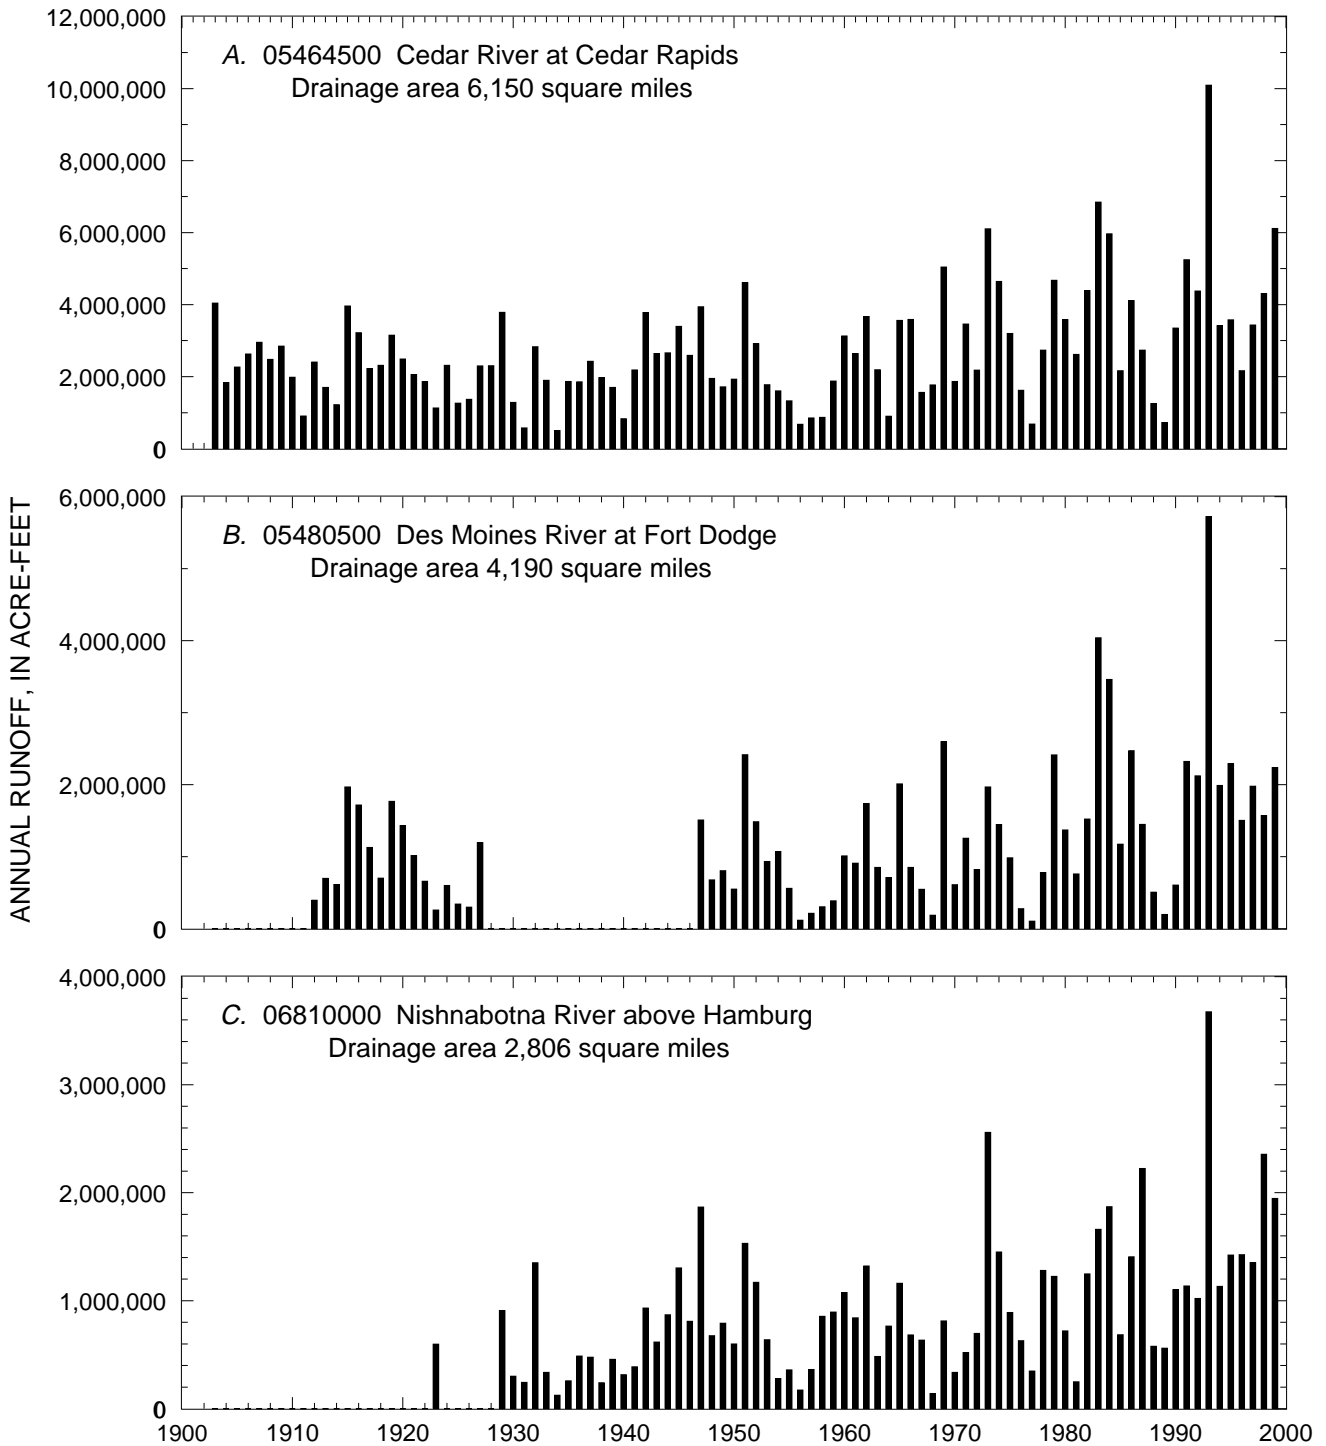 12,000,000
10,000,000
8,000,000
6,000,000
4,000,000
2,000,000
0
A. 05464500 Cedar River at Cedar Rapids
Drainage area 6,150 square miles
ANNUAL RUNOFF, IN ACRE-FEET
6,000,000
4,000,000
2,000,000
0
B. 05480500 Des Moines River at Fort Dodge
Drainage area 4,190 square miles
4,000,000
3,000,000
2,000,000
1,000,000
0
C. 06810000 Nishnabotna River above Hamburg
Drainage area 2,806 square miles
1900 1910 1920 1930 1940 1950 1960 1970 1980 1990 2000